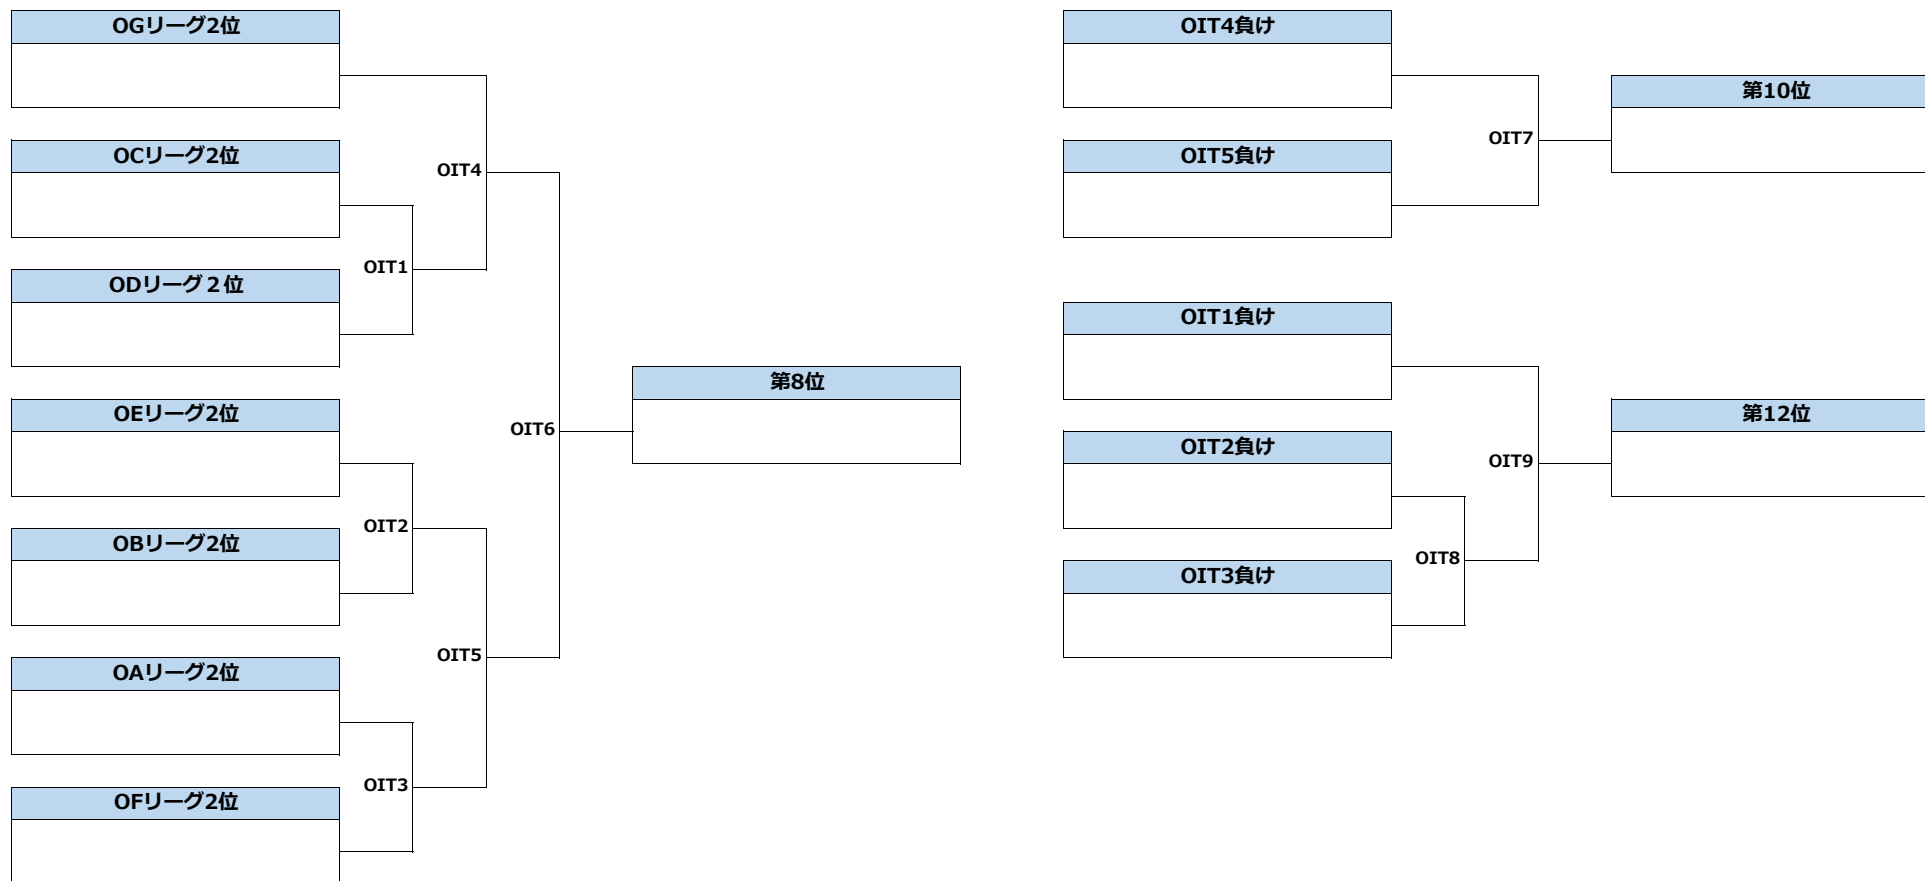 OGリーグ2位
OCリーグ2位
OIT4
OIT1
ODリーグ２位
第8位
OEリーグ2位
OIT6
OIT2
OBリーグ2位
OIT5
OAリーグ2位
OIT3
OFリーグ2位
OIT4負け
第10位
OIT7
OIT5負け
OIT1負け
第12位
OIT2負け
OIT9
OIT8
OIT3負け